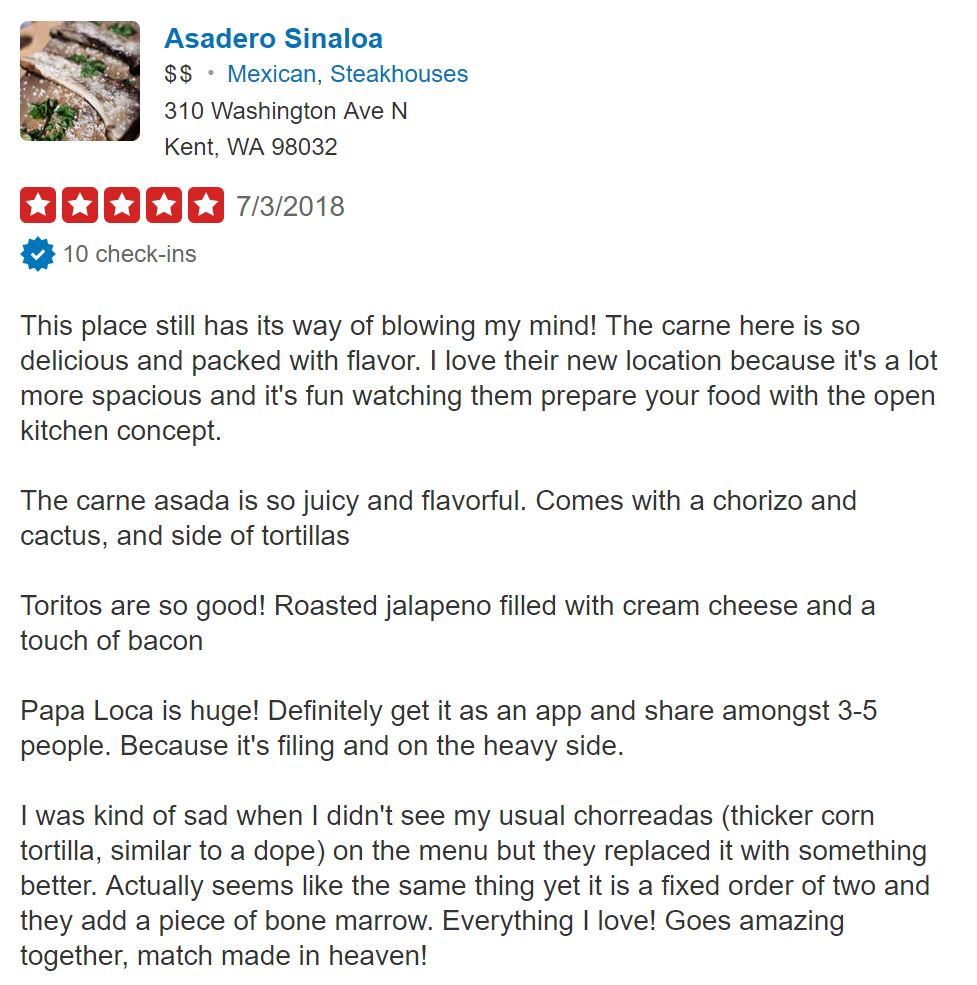 Asadero Sinaloa
$$ • Mexican, Steakhouses
310 Washington Ave N
Kent, WA 98032
7/3/2018
10 check-ins
This place still has its way of blowing my mind! The carne here is so
delicious and packed with flavor. I love their new location because it's a lot
more spacious and it's fun watching them prepare your food with the open
kitchen concept.
The carne asada is so juicy and flavorful. Comes with a chorizo and
cactus, and side of tortillas
Toritos are so good! Roasted jalapeno filled with cream cheese and a
touch of bacon
Papa Loca is huge! Definitely get it as an app and share amongst 3-5
people. Because it's filing and on the heavy side.
I was kind of sad when I didn't see my usual chorreadas (thicker corn
tortilla, similar to a dope) on the menu but they replaced it with something
better. Actually seems like the same thing yet it is a fixed order of two and
they add a piece of bone marrow. Everything I love! Goes amazing
together, match made in heaven!